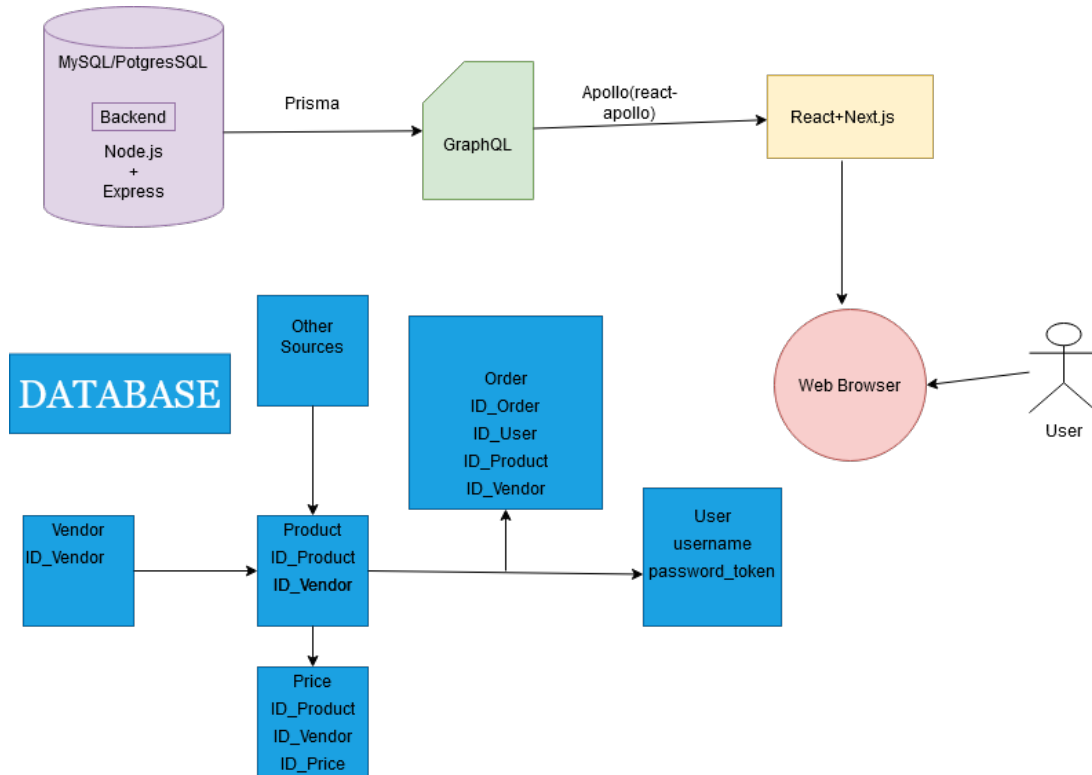 MySQL/PotgresSQL
Backend
Node.js
+
Express
Prisma
GraphQL
Apollo(react-
apollo)
React+Next.js
Web Browser
User
DATABASE
Other
Sources
Order
ID_Order
ID_User
ID_Product
ID_Vendor
Vendor
ID_Vendor
Product
ID_Product
ID_Vendor
User
username
password_token
Price
ID_Product
ID_Vendor
ID_Price